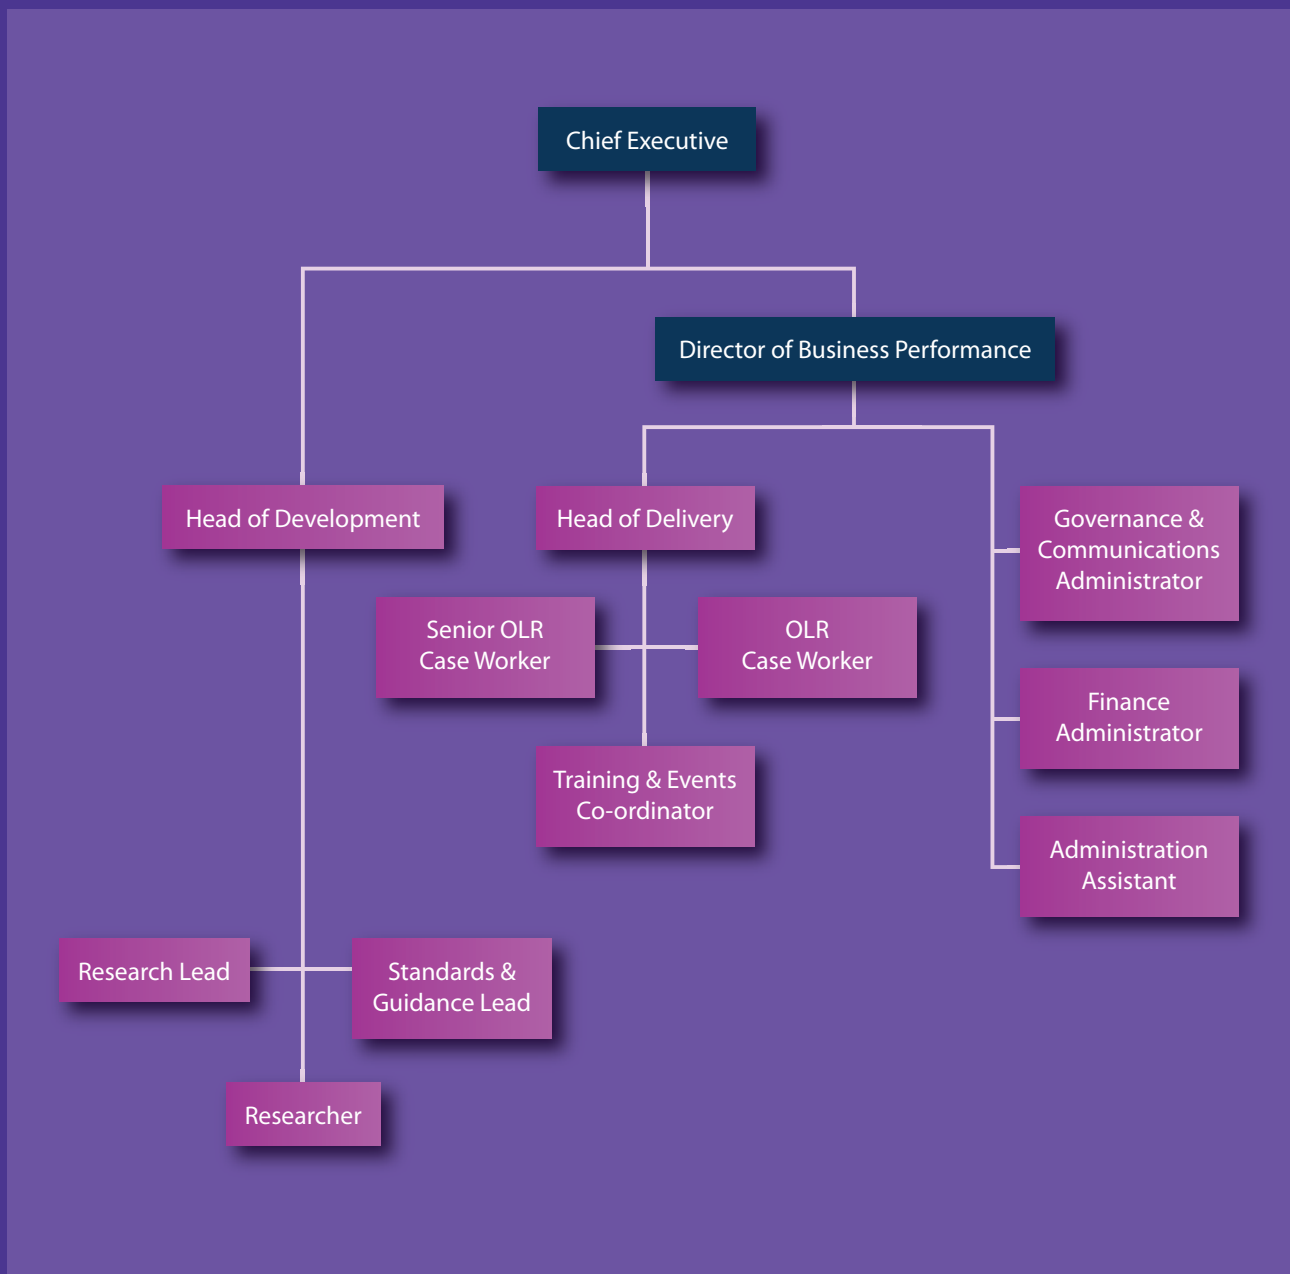 Chief Executive
Director of Business Performance
Head of Development
Head of Delivery
Governance &
Communications
Administrator
Senior OLR
Case Worker
OLR
Case Worker
Finance
Administrator
Training & Events
Co-ordinator
Administration
Assistant
Research Lead
Standards &
Guidance Lead
Researcher